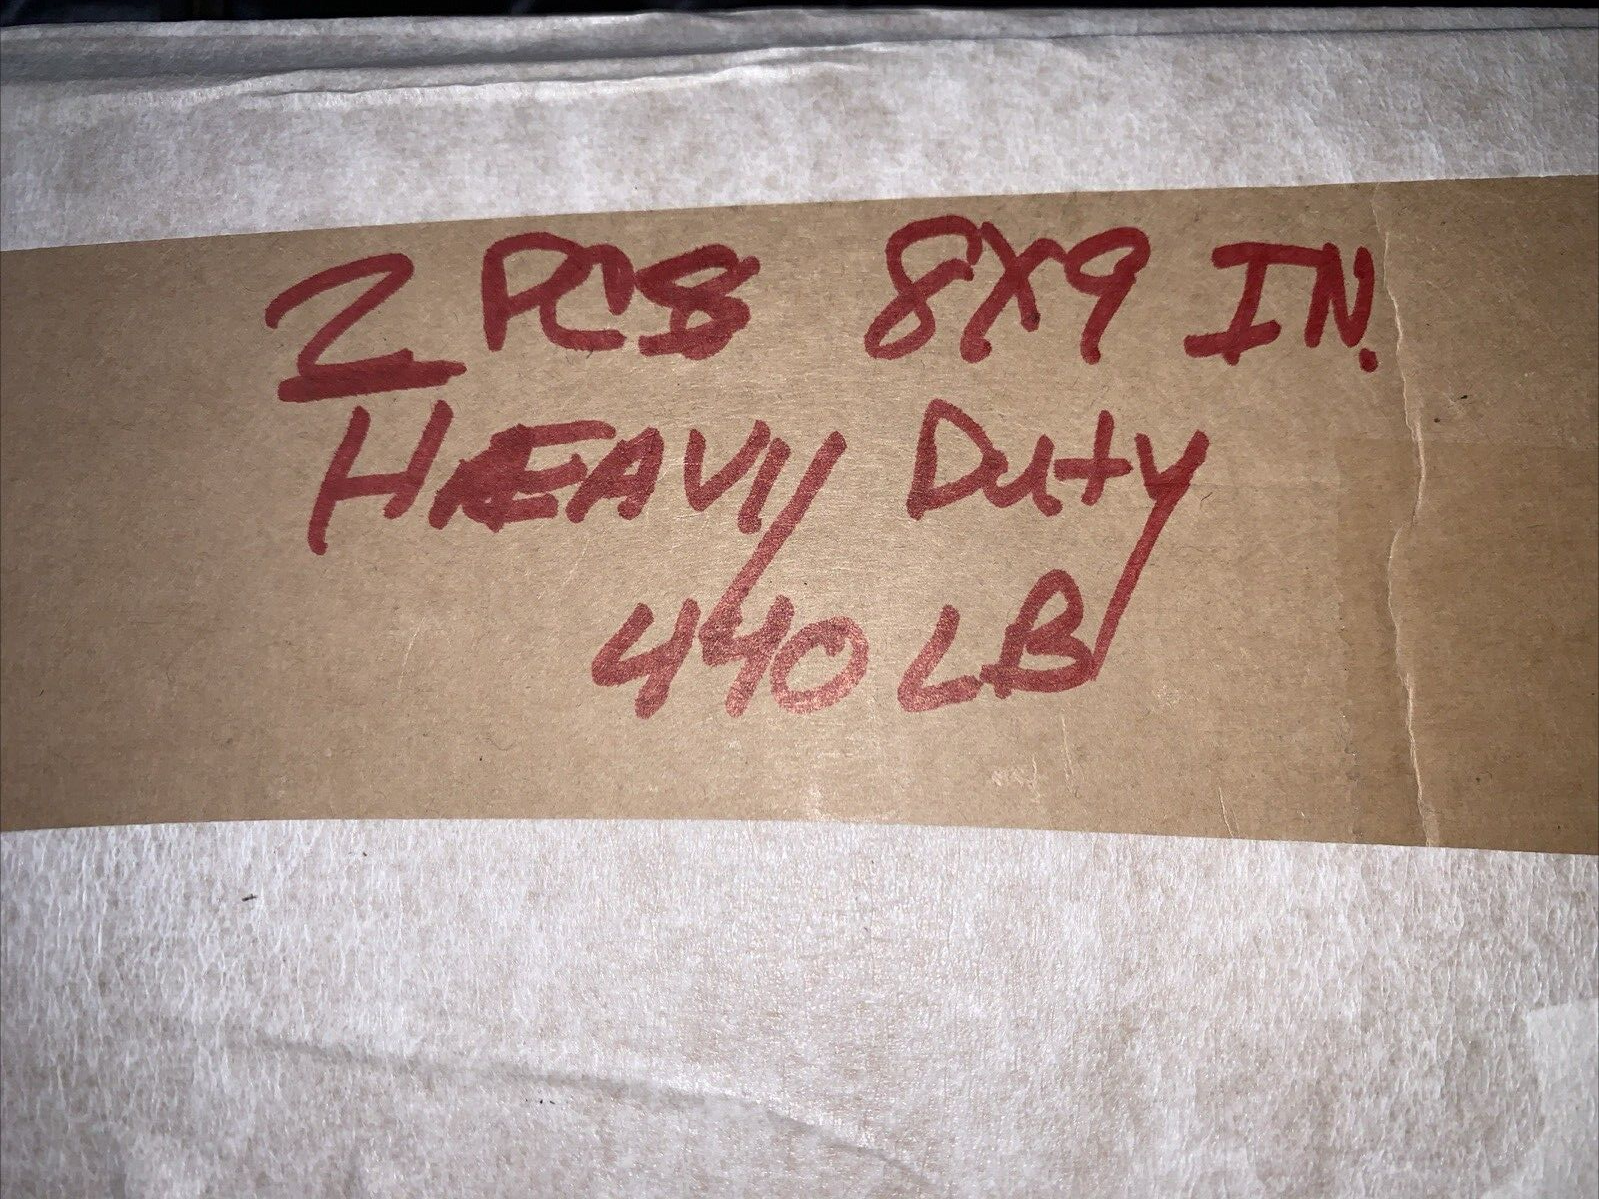 2 PCS 8X9 IN.
HEAVY Duty
440 LB